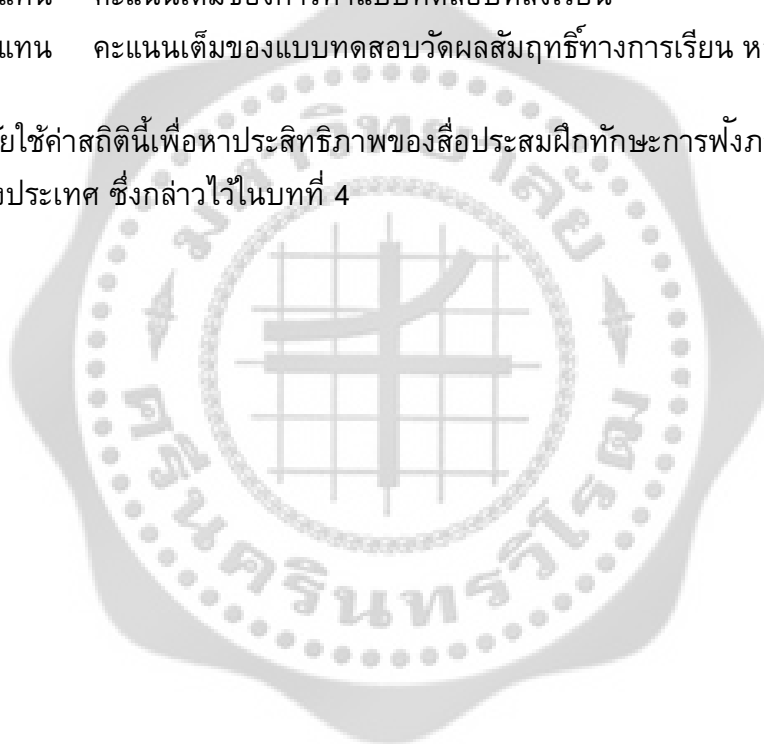 แทน คะแนนเต็มของการทำแบบทดสอบหลังเรียน
แทน คะแนนเต็มของแบบทดสอบวัดผลสัมฤทธิ์ทางการเรียน
ใช้ค่าสถิตินี้เพื่อหาประสิทธิภาพของสื่อประสมฝึกทักษะการฟัง
ประเทศ ซึ่งกล่าวไว้ในบทที่ 4
มหาวิทยาลัย
ศรีนครินทรวิโรฒ